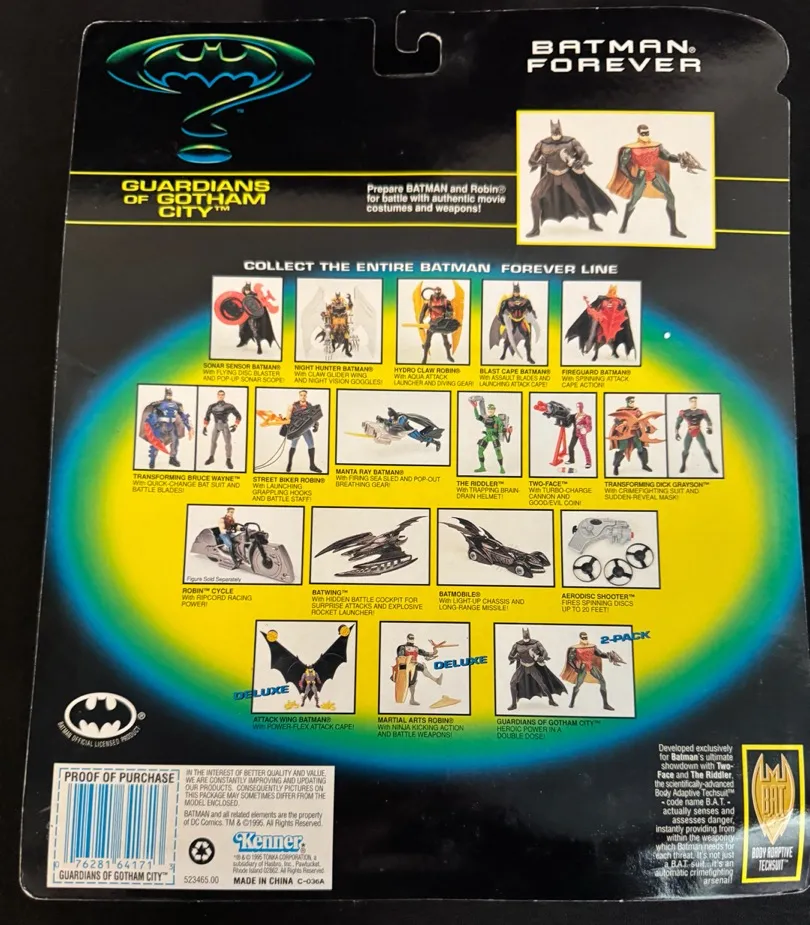 BATMAN®
FOREVER
™
GUARDIANS
OF GOTHAM
CITY™
Prepare BATMAN and Robin®
for battle with authentic movie
costumes and weapons!
COLLECT THE ENTIRE BATMAN FOREVER LINE
SONAR SENSOR BATMAN®
With FLYING DISC BLASTER
AND POP-UP SONAR SCOPE!
NIGHT HUNTER BATMAN®
With CLAW GLIDER WING
AND NIGHT VISION GOGGLES!
HYDRO CLAW ROBIN®
With AQUA ATTACK
LAUNCHER AND DIVING GEAR!
BLAST CAPE BATMAN®
With ASSAULT BLADES AND
LAUNCHING ATTACK CAPE!
FIREGUARD BATMAN®
With SPINNING ATTACK
CAPE ACTION!
TRANSFORMING BRUCE WAYNE™
With QUICK-CHANGE BAT SUIT AND
BATTLE BLADES!
STREET BIKER ROBIN®
With LAUNCHING
GRAPPLING HOOKS
AND BATTLE STAFF!
MANTA RAY BATMAN®
With FIRING SEA SLED AND POP-OUT
BREATHING GEAR!
THE RIDDLER™
With TRAPPING BRAIN-
DRAIN HELMET!
TWO-FACE™
With TURBO-CHARGE
CANNON AND
GOOD/EVIL COIN!
TRANSFORMING DICK GRAYSON™
With CRIMEFIGHTING SUIT AND
SUDDEN-REVEAL MASK!
Figure Sold Separately
ROBIN™ CYCLE
With RIPCORD RACING
POWER!
BATWING™
With HIDDEN BATTLE COCKPIT FOR
SURPRISE ATTACKS AND EXPLOSIVE
ROCKET LAUNCHER!
BATMOBILE®
With LIGHT-UP CHASSIS AND
LONG-RANGE MISSILE!
AERODISC SHOOTER™
FIRES SPINNING DISCS
UP TO 20 FEET!
DELUXE
ATTACK WING BATMAN®
With POWER-FLEX ATTACK CAPE!
DELUXE
MARTIAL ARTS ROBIN®
With NINJA KICKING ACTION
AND BATTLE WEAPONS!
2-PACK
GUARDIANS OF GOTHAM CITY™
HEROIC POWER IN A
DOUBLE DOSE!
BATMAN OFFICIAL LICENSED PRODUCT
®
PROOF OF PURCHASE
0 76281 64171 3
GUARDIANS OF GOTHAM CITY™
IN THE INTEREST OF BETTER QUALITY AND VALUE,
WE ARE CONSTANTLY IMPROVING AND UPDATING
OUR PRODUCTS. CONSEQUENTLY PICTURES ON
THIS PACKAGE MAY SOMETIMES DIFFER FROM THE
MODEL ENCLOSED.
BATMAN and all related elements are the property
of DC Comics. TM & ©1995. All Rights Reserved.
Kenner®
®& © 1995 TONKA CORPORATION, a
subsidiary of Hasbro, Inc. Pawtucket,
Rhode Island 02862. All Rights Reserved.
523465.00 MADE IN CHINA C-036A
Developed exclusively
for Batman's ultimate
showdown with Two-
Face and The Riddler,
the scientifically-advanced
Body Adaptive Techsuit™
- code name B.A.T. -
actually senses and
assesses danger,
instantly providing from
within the weaponry
which Batman needs for
each threat. It's not just
a B.A.T. suit...it's an
automatic crimefighting
arsenal!
BAT
BODY ADAPTIVE
TECHSUIT™